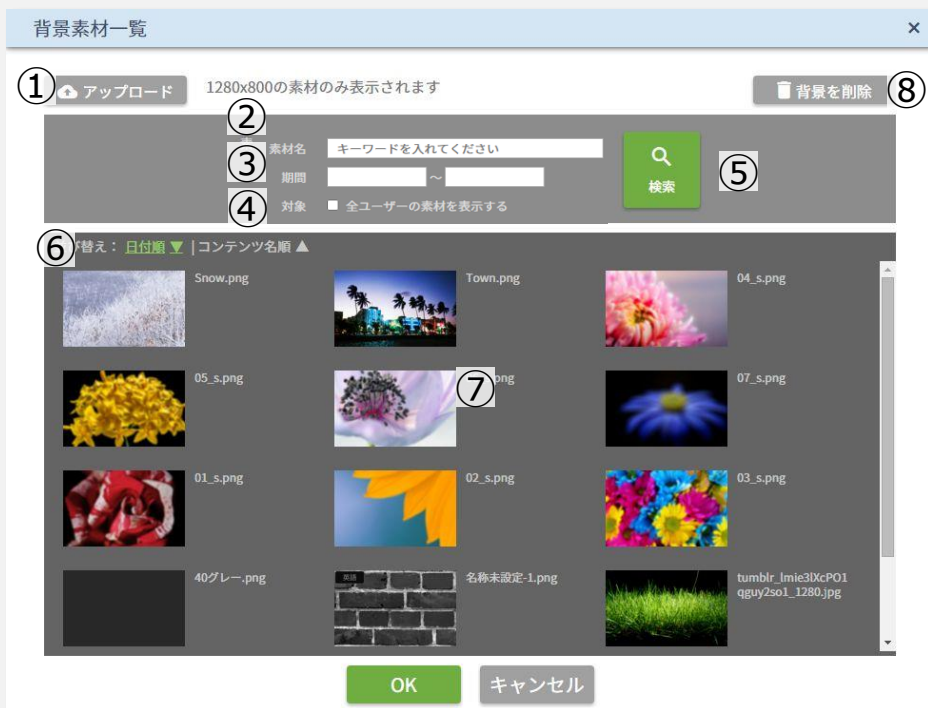 背景素材一覧 ×
① アップロード 1280x800の素材のみ表示されます 背景を削除 ⑧
②
素材名 キーワードを入れてください
③ 期間 ～
検索 ⑤
④ 対象 全ユーザーの素材を表示する
⑥ 替え： 日付順 ▼ | コンテンツ名順 ▲
Snow.png Town.png 04_s.png
05_s.png ⑦ png 07_s.png
01_s.png 02_s.png 03_s.png
40グレー.png 英語 名称未設定-1.png tumblr_lmie3lXcPO1
qguy2so1_1280.jpg
OK キャンセル